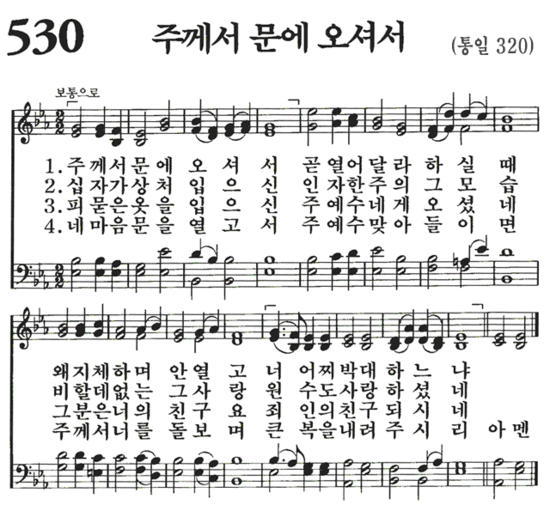 530 주께서 문에 오셔서 (통일 320)
보통으로
1. 주께서문에 오셔서 곧열어달라하실때
2. 십자가상처 입으신 인자한주의그모습
3. 피묻은옷을 입으신 주예수네게오셨네
4. 네마음문을 열고서 주예수맞아들이면
왜지체하며 안열고너 어찌박대하느냐
비할데없는 그사랑원 수도사랑하셨네
그분은너의 친구요죄 인의친구되시네
주께서너를 돌보며큰 복을내려주시리 아멘